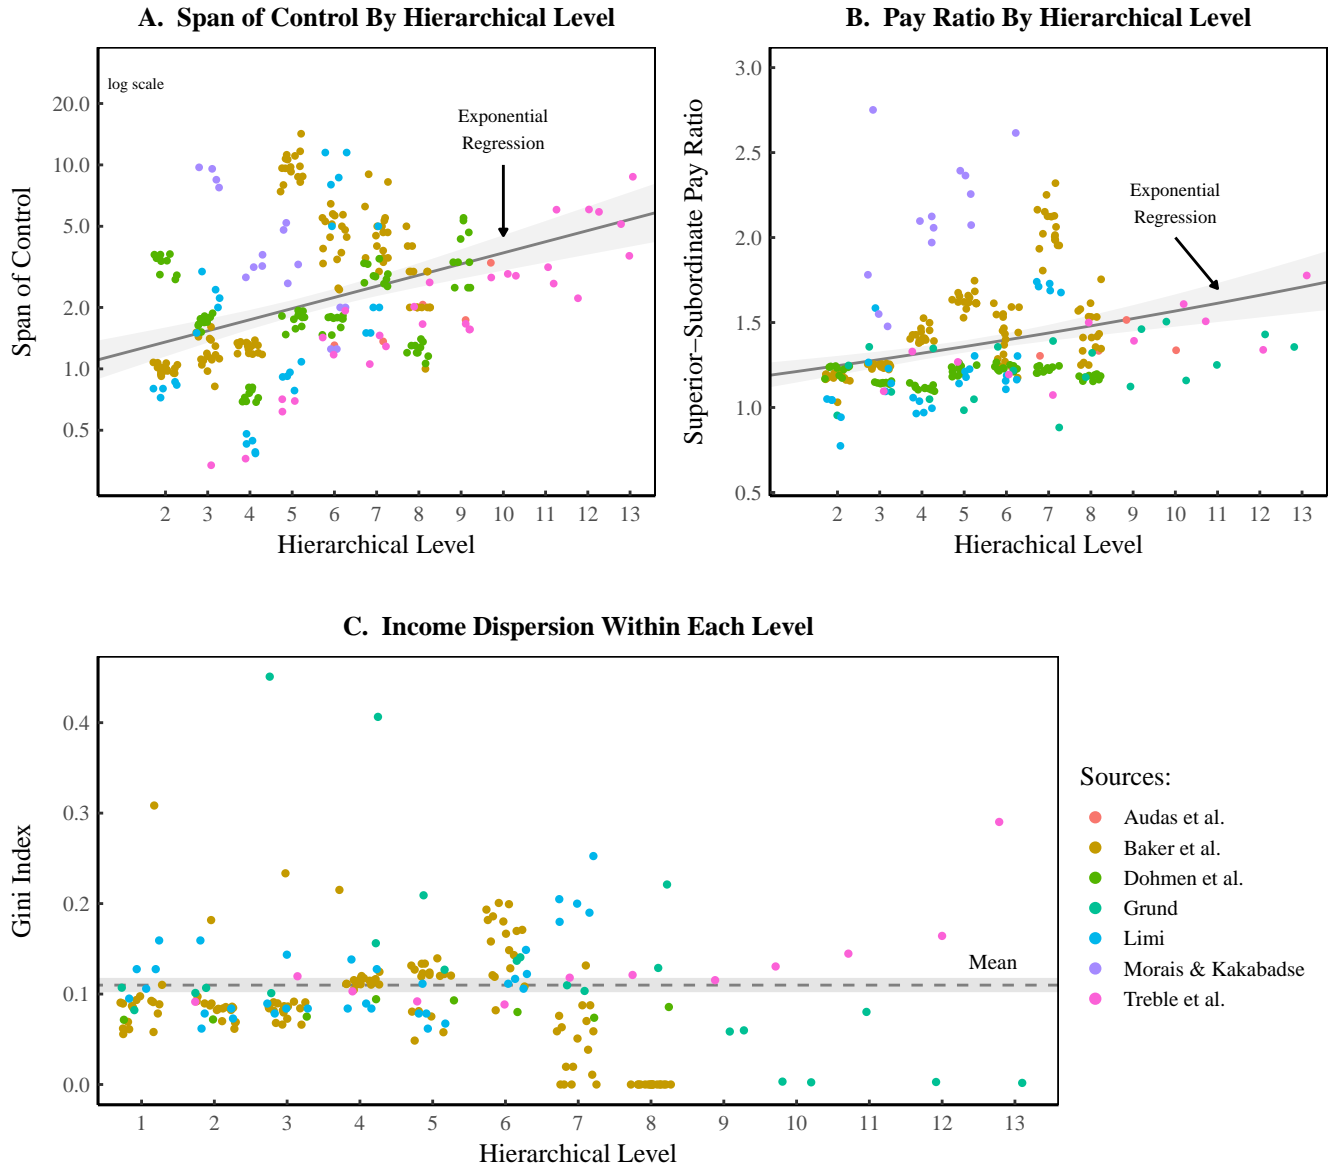 A.  Span of Control By Hierarchical Level
log scale
Exponential
Regression
Span of Control
20.0
10.0
5.0
2.0
1.0
0.5
2 3 4 5 6 7 8 9 10 11 12 13
Hierarchical Level
B.  Pay Ratio By Hierarchical Level
Exponential
Regression
Superior−Subordinate Pay Ratio
3.0
2.5
2.0
1.5
1.0
0.5
2 3 4 5 6 7 8 9 10 11 12 13
Hierachical Level
C.  Income Dispersion Within Each Level
Mean
Gini Index
0.4
0.3
0.2
0.1
0.0
1 2 3 4 5 6 7 8 9 10 11 12 13
Hierarchical Level
Sources:
Audas et al.
Baker et al.
Dohmen et al.
Grund
Limi
Morais & Kakabadse
Treble et al.